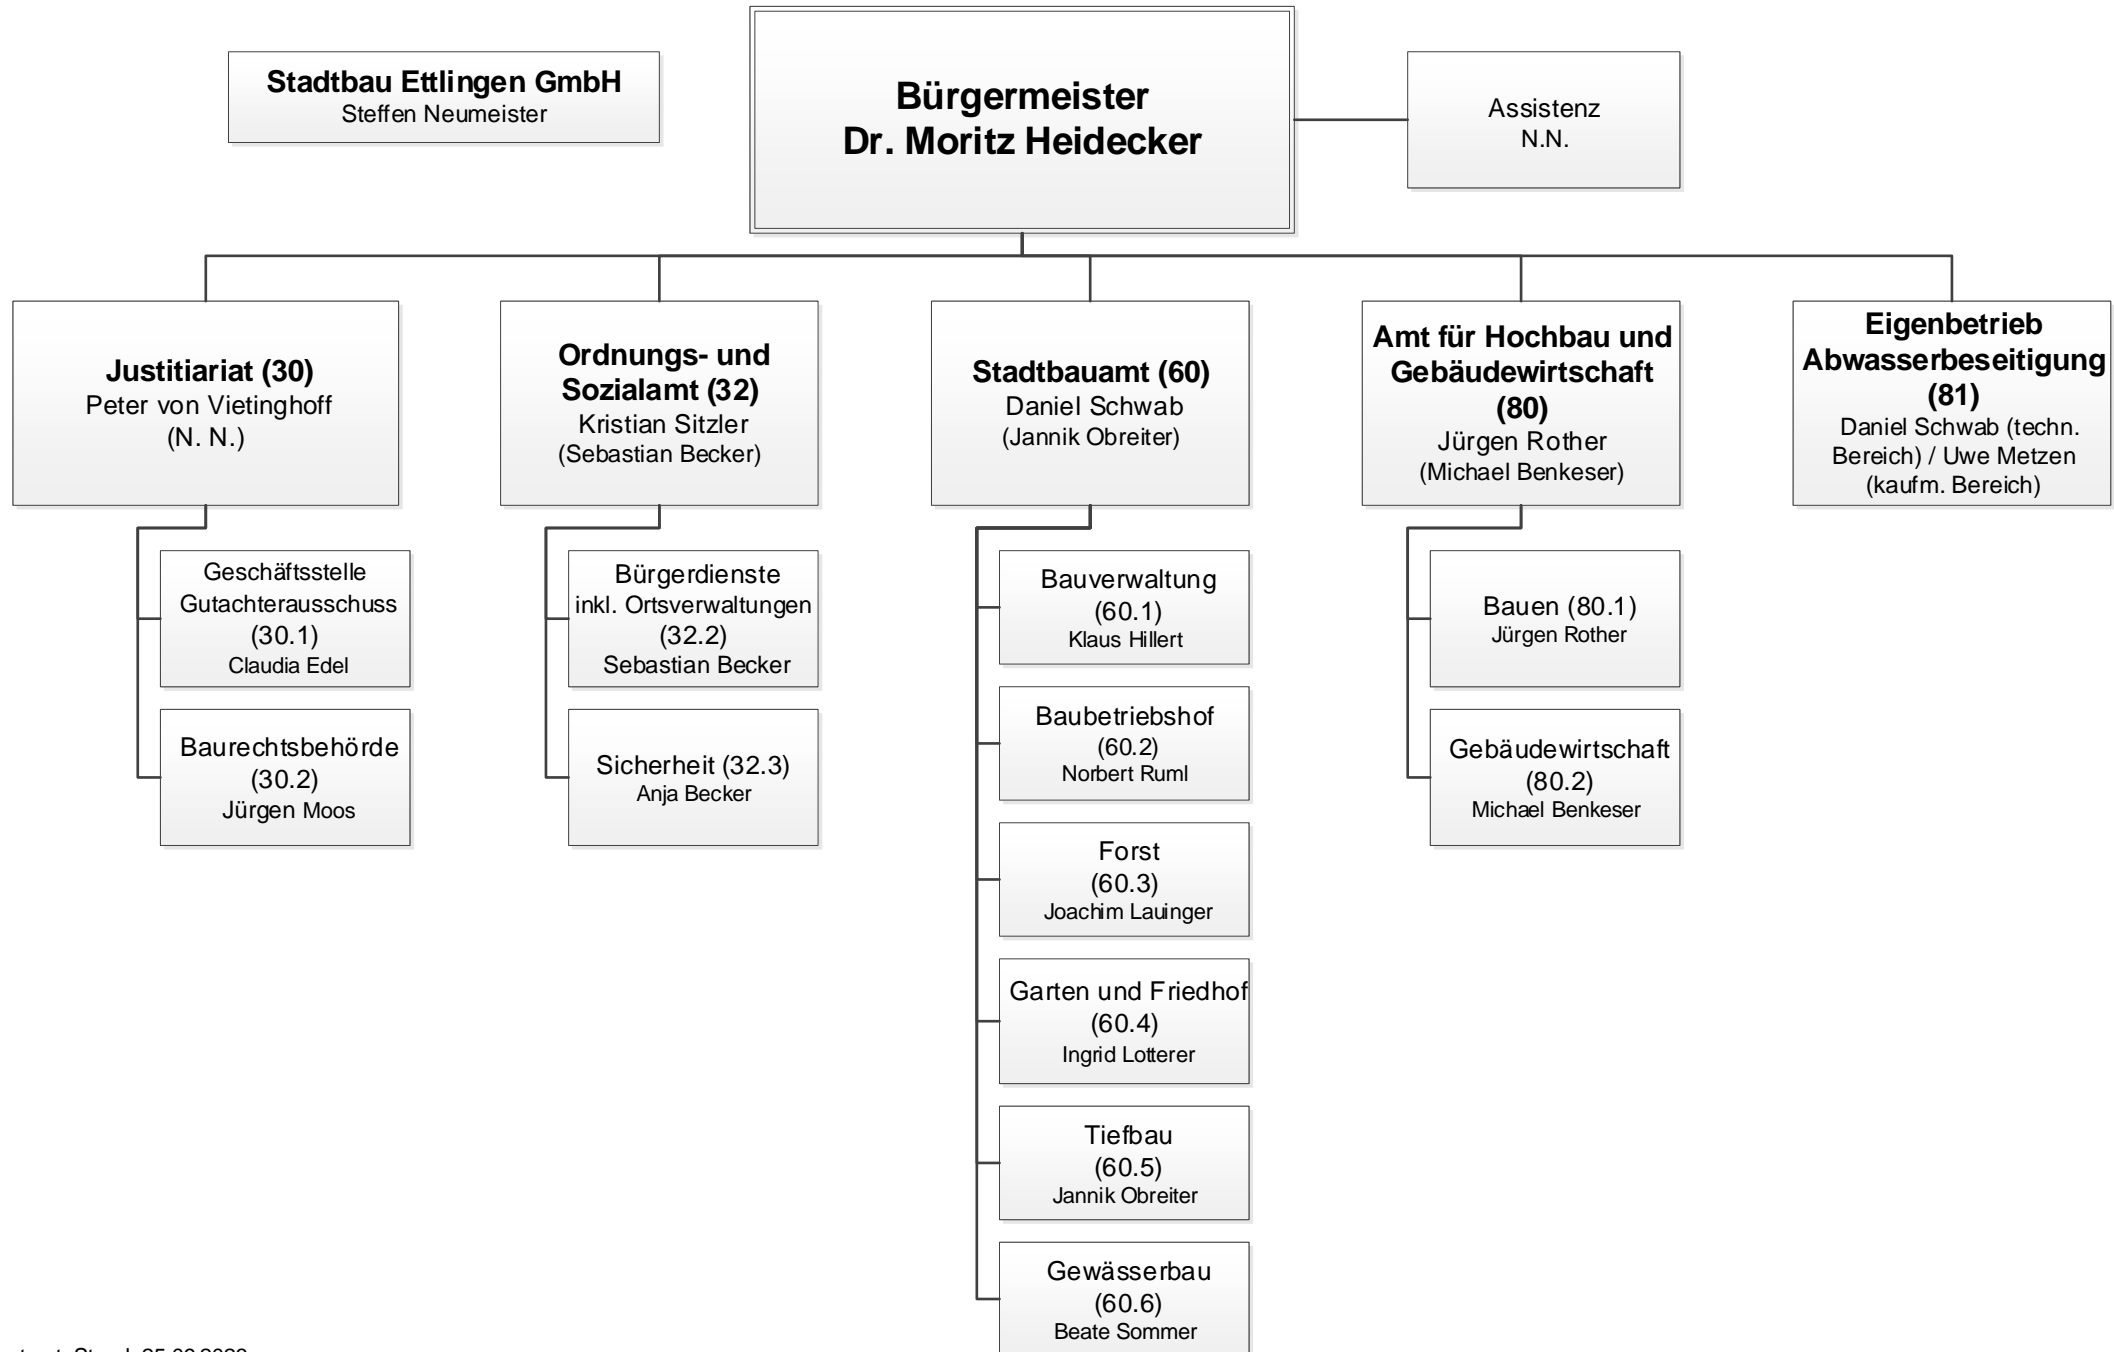 Stadtbau Ettlingen GmbH
Steffen Neumeister
Bürgermeister
Dr. Moritz Heidecker
Assistenz
N.N.
Justitiariat (30)
Peter von Vietinghoff
(N. N.)
Ordnungs- und
Sozialamt (32)
Kristian Sitzler
(Sebastian Becker)
Stadtbauamt (60)
Daniel Schwab
(Jannik Obreiter)
Amt für Hochbau und
Gebäudewirtschaft
(80)
Jürgen Rother
(Michael Benkeser)
Eigenbetrieb
Abwasserbeseitigung
(81)
Daniel Schwab (techn.
Bereich) / Uwe Metzen
(kaufm. Bereich)
Geschäftsstelle
Gutachterausschuss
(30.1)
Claudia Edel
Baurechtsbehörde
(30.2)
Jürgen Moos
Bürgerdienste
inkl. Ortsverwaltungen
(32.2)
Sebastian Becker
Sicherheit (32.3)
Anja Becker
Bauverwaltung
(60.1)
Klaus Hillert
Baubetriebshof
(60.2)
Norbert Ruml
Forst
(60.3)
Joachim Lauinger
Garten und Friedhof
(60.4)
Ingrid Lotterer
Tiefbau
(60.5)
Jannik Obreiter
Gewässerbau
(60.6)
Beate Sommer
Bauen (80.1)
Jürgen Rother
Gebäudewirtschaft
(80.2)
Michael Benkeser